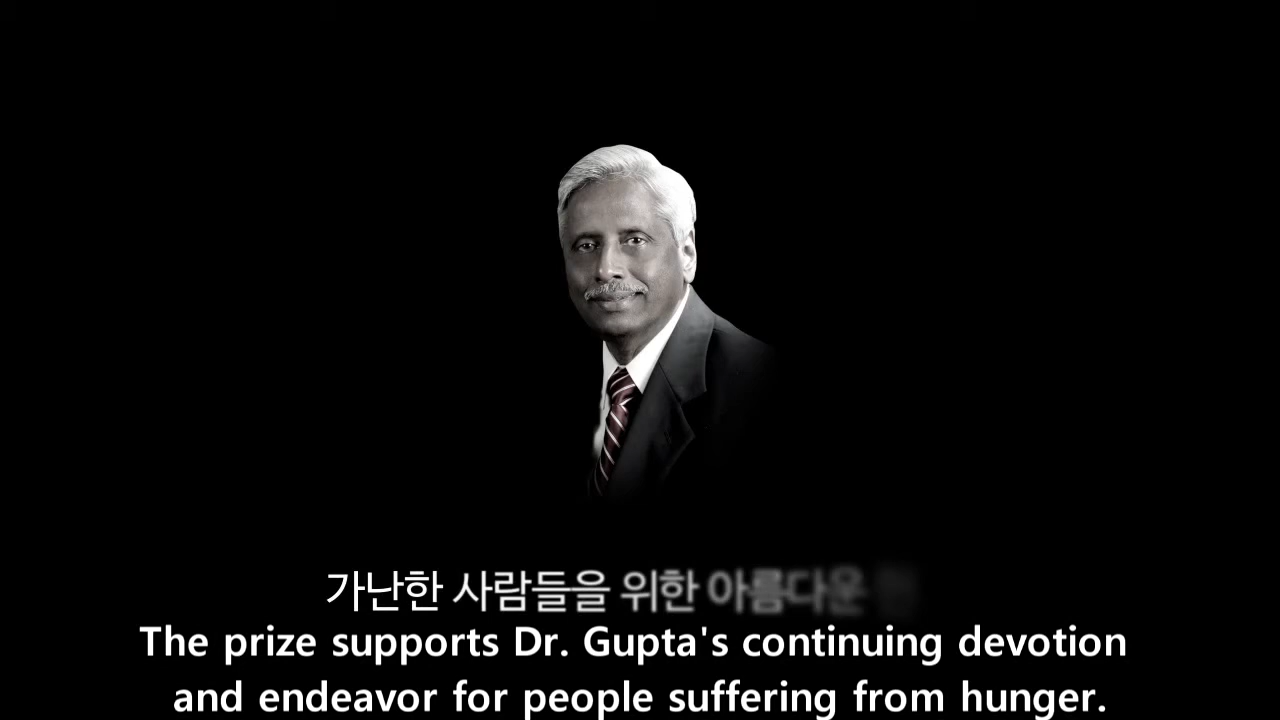 가난한 사람들을 위한 아름다운
The prize supports Dr. Gupta's continuing devotion
and endeavor for people suffering from hunger.